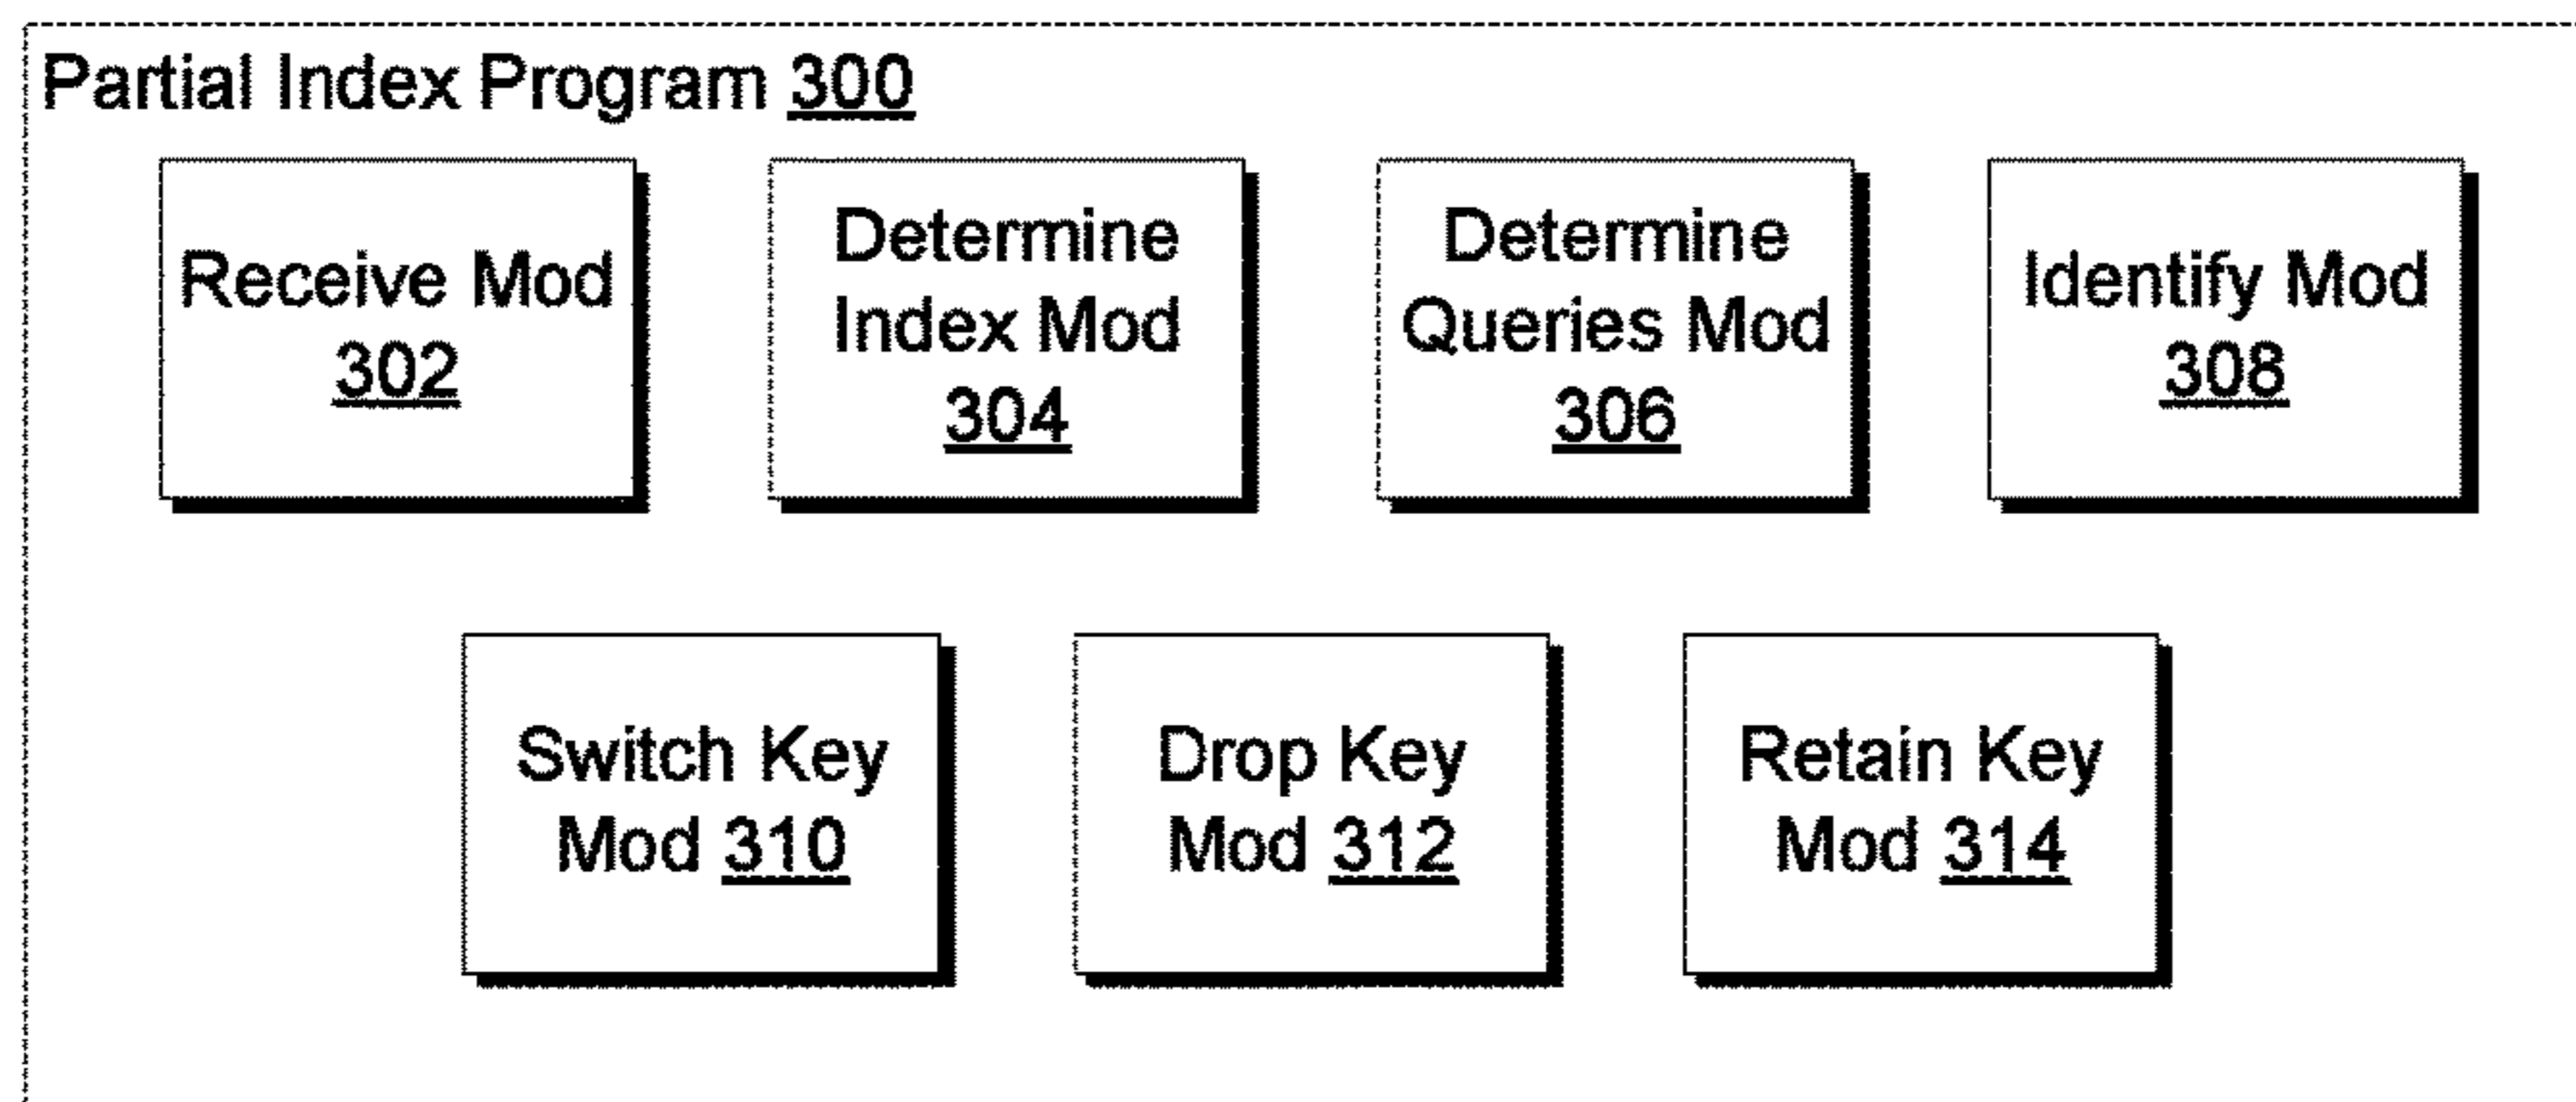 Partial Index Program 300
Receive Mod
302
Determine
Index Mod
304
Determine
Queries Mod
306
Identify Mod
308
Switch Key
Mod 310
Drop Key
Mod 312
Retain Key
Mod 314